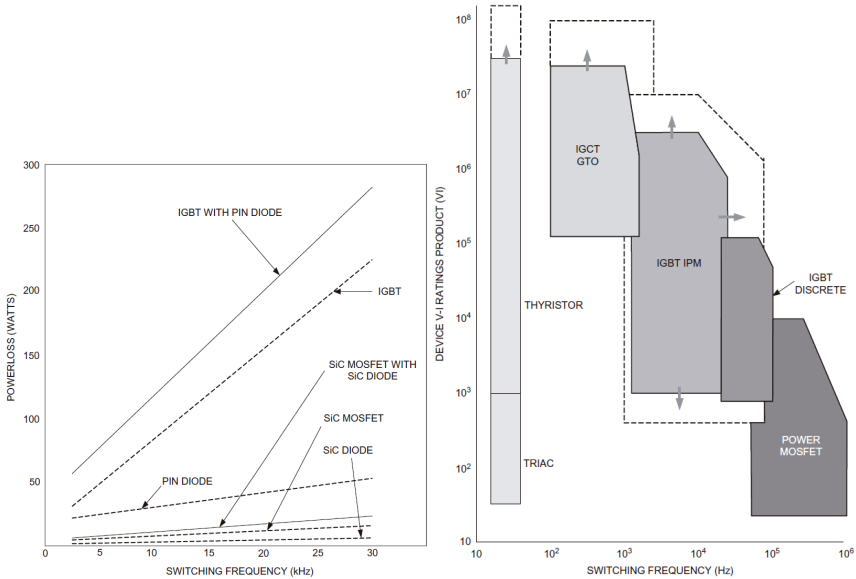 300
250
200
150
100
50
0
5
10
15
20
25
30
POWERLOSS (WATTS)
SWITCHING FREQUENCY (kHz)
IGBT WITH PIN DIODE
IGBT
SiC MOSFET WITH
SiC DIODE
SiC MOSFET
SiC DIODE
PIN DIODE
10⁸
10⁷
10⁶
10⁵
10⁴
10³
10²
10
10
10²
10³
10⁴
10⁵
10⁶
DEVICE V-I RATINGS PRODUCT (VI)
SWITCHING FREQUENCY (Hz)
IGCT
GTO
IGBT IPM
IGBT
DISCRETE
THYRISTOR
POWER
MOSFET
TRIAC